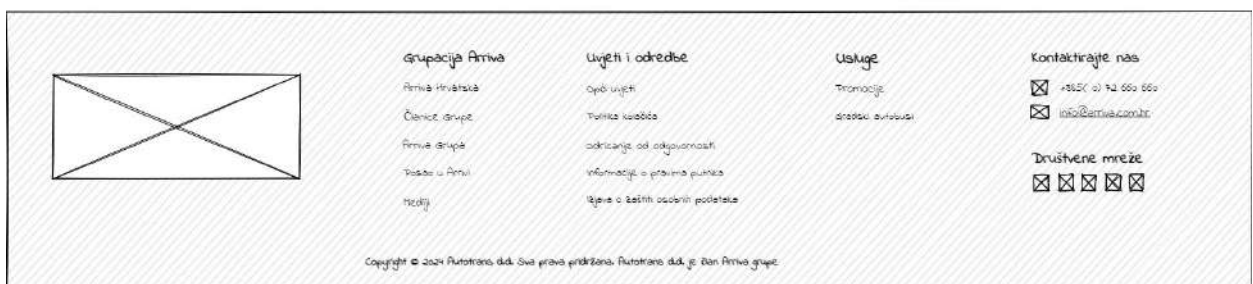 Grupacija Arriva
Arriva Hrvatska
Članice Grupe
Arriva Grupa
Posao u Arrivi
Mediji
Uvjeti i odredbe
Opći uvjeti
Politika kolačića
Odricanje od odgovornosti
Informacije o pravima putnika
Izjava o zaštiti osobnih podataka
Usluge
Promocije
Gradski autobusi
Kontaktirajte nas
+385( 0) 72 660 660
info@arriva.com.hr
Društvene mreže
Copyright © 2024 Autotrans d.d. Sva prava pridržana. Autotrans d.d. je član Arriva grupe